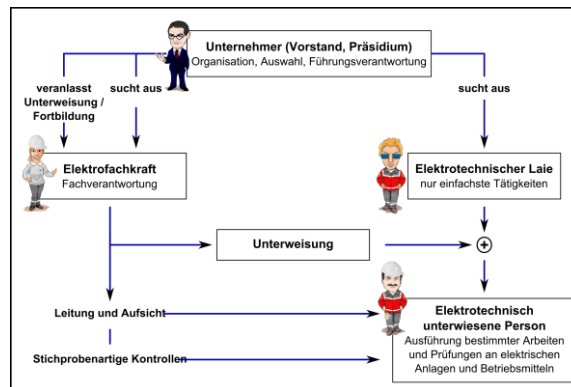 Unternehmer (Vorstand, Präsidium)
Organisation, Auswahl, Führungsverantwortung
veranlasst
Unterweisung /
Fortbildung
sucht aus
sucht aus
Elektrofachkraft
Fachverantwortung
Elektrotechnischer Laie
nur einfachste Tätigkeiten
Unterweisung
+
Leitung und Aufsicht
Elektrotechnisch
unterwiesene Person
Ausführung bestimmter Arbeiten
und Prüfungen an elektrischen
Anlagen und Betriebsmitteln
Stichprobenartige Kontrollen